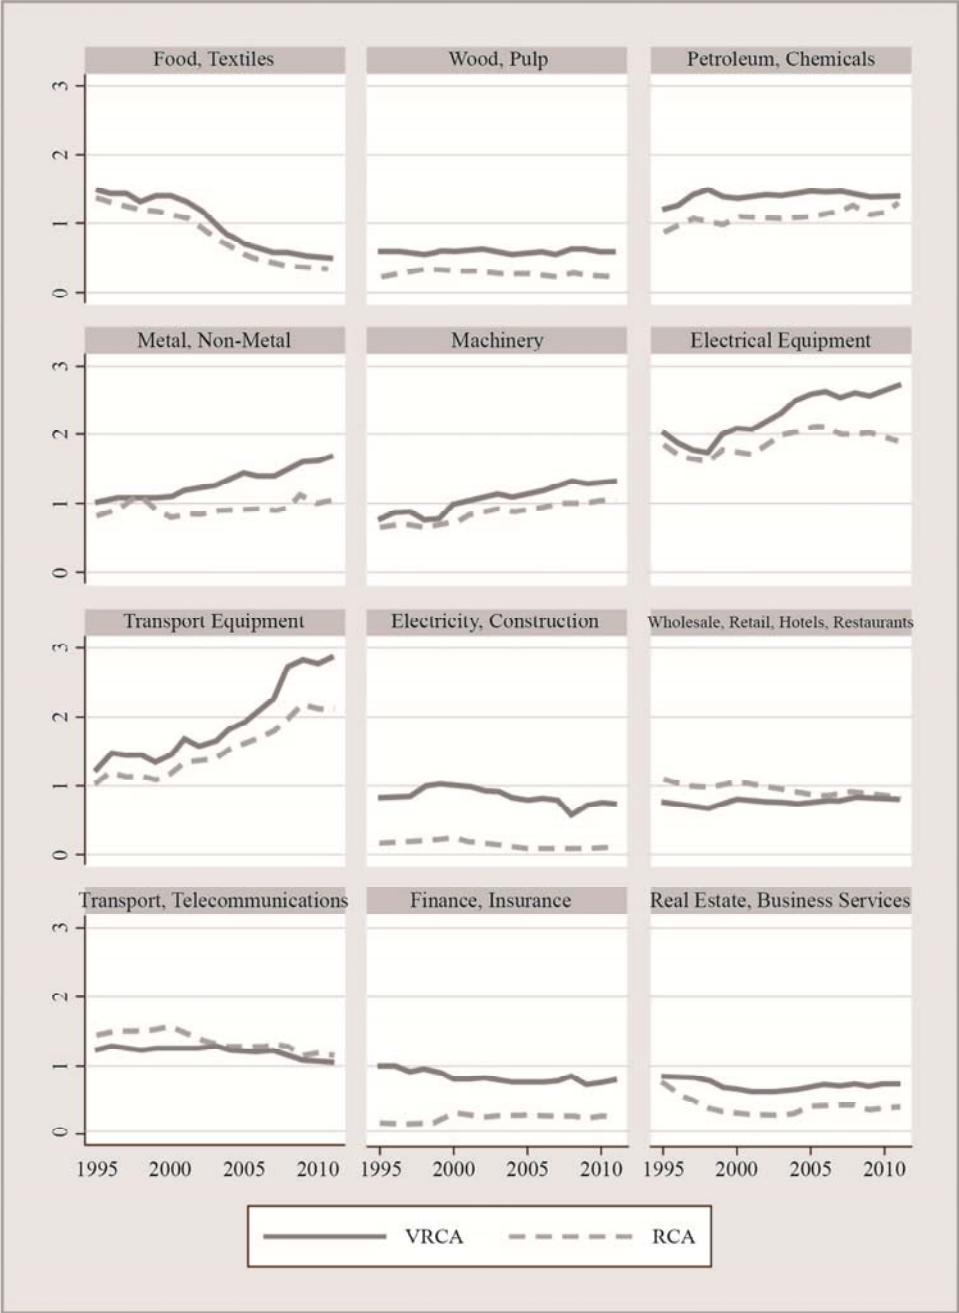 Food, Textiles
Wood, Pulp
Petroleum, Chemicals
3
2
1
0
Metal, Non-Metal
Machinery
Electrical Equipment
3
2
1
0
Transport Equipment
Electricity, Construction
Wholesale, Retail, Hotels, Restaurants
3
2
1
0
Transport, Telecommunications
Finance, Insurance
Real Estate, Business Services
3
2
1
0
1995 2000 2005 2010
1995 2000 2005 2010
1995 2000 2005 2010
VRCA
RCA